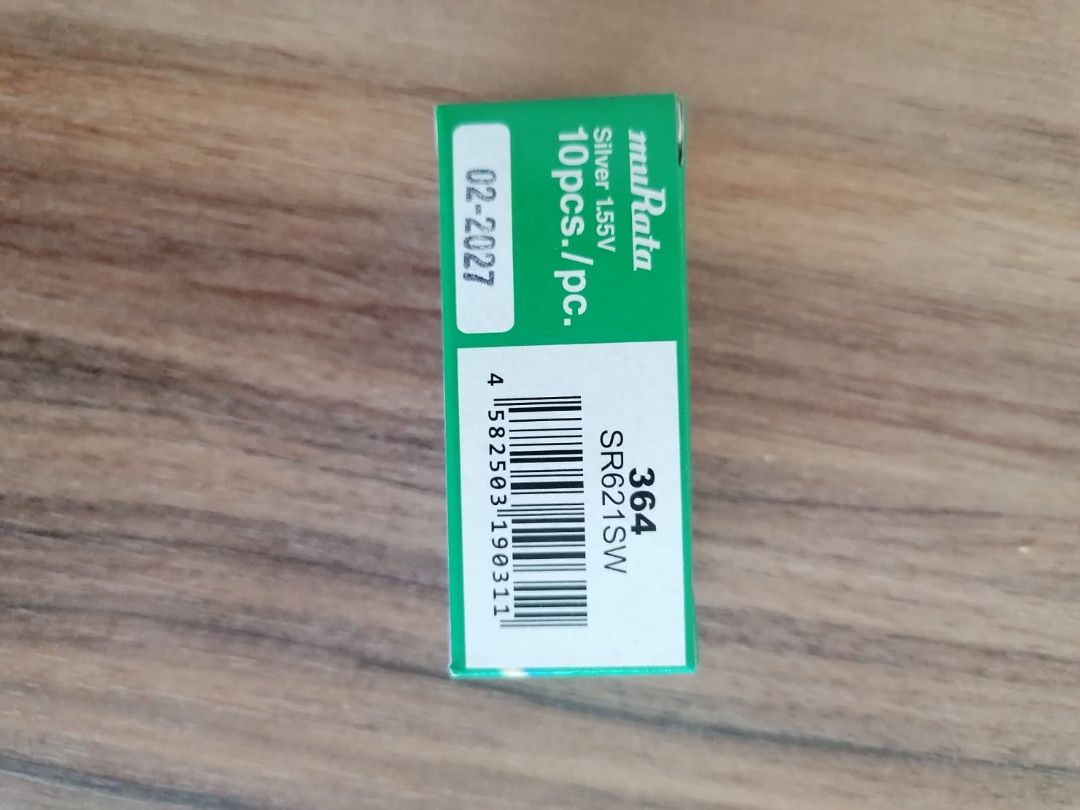 muRata
Silver 1.55V
10pcs./pc.
02-2027
364
SR621SW
4 582503 190311